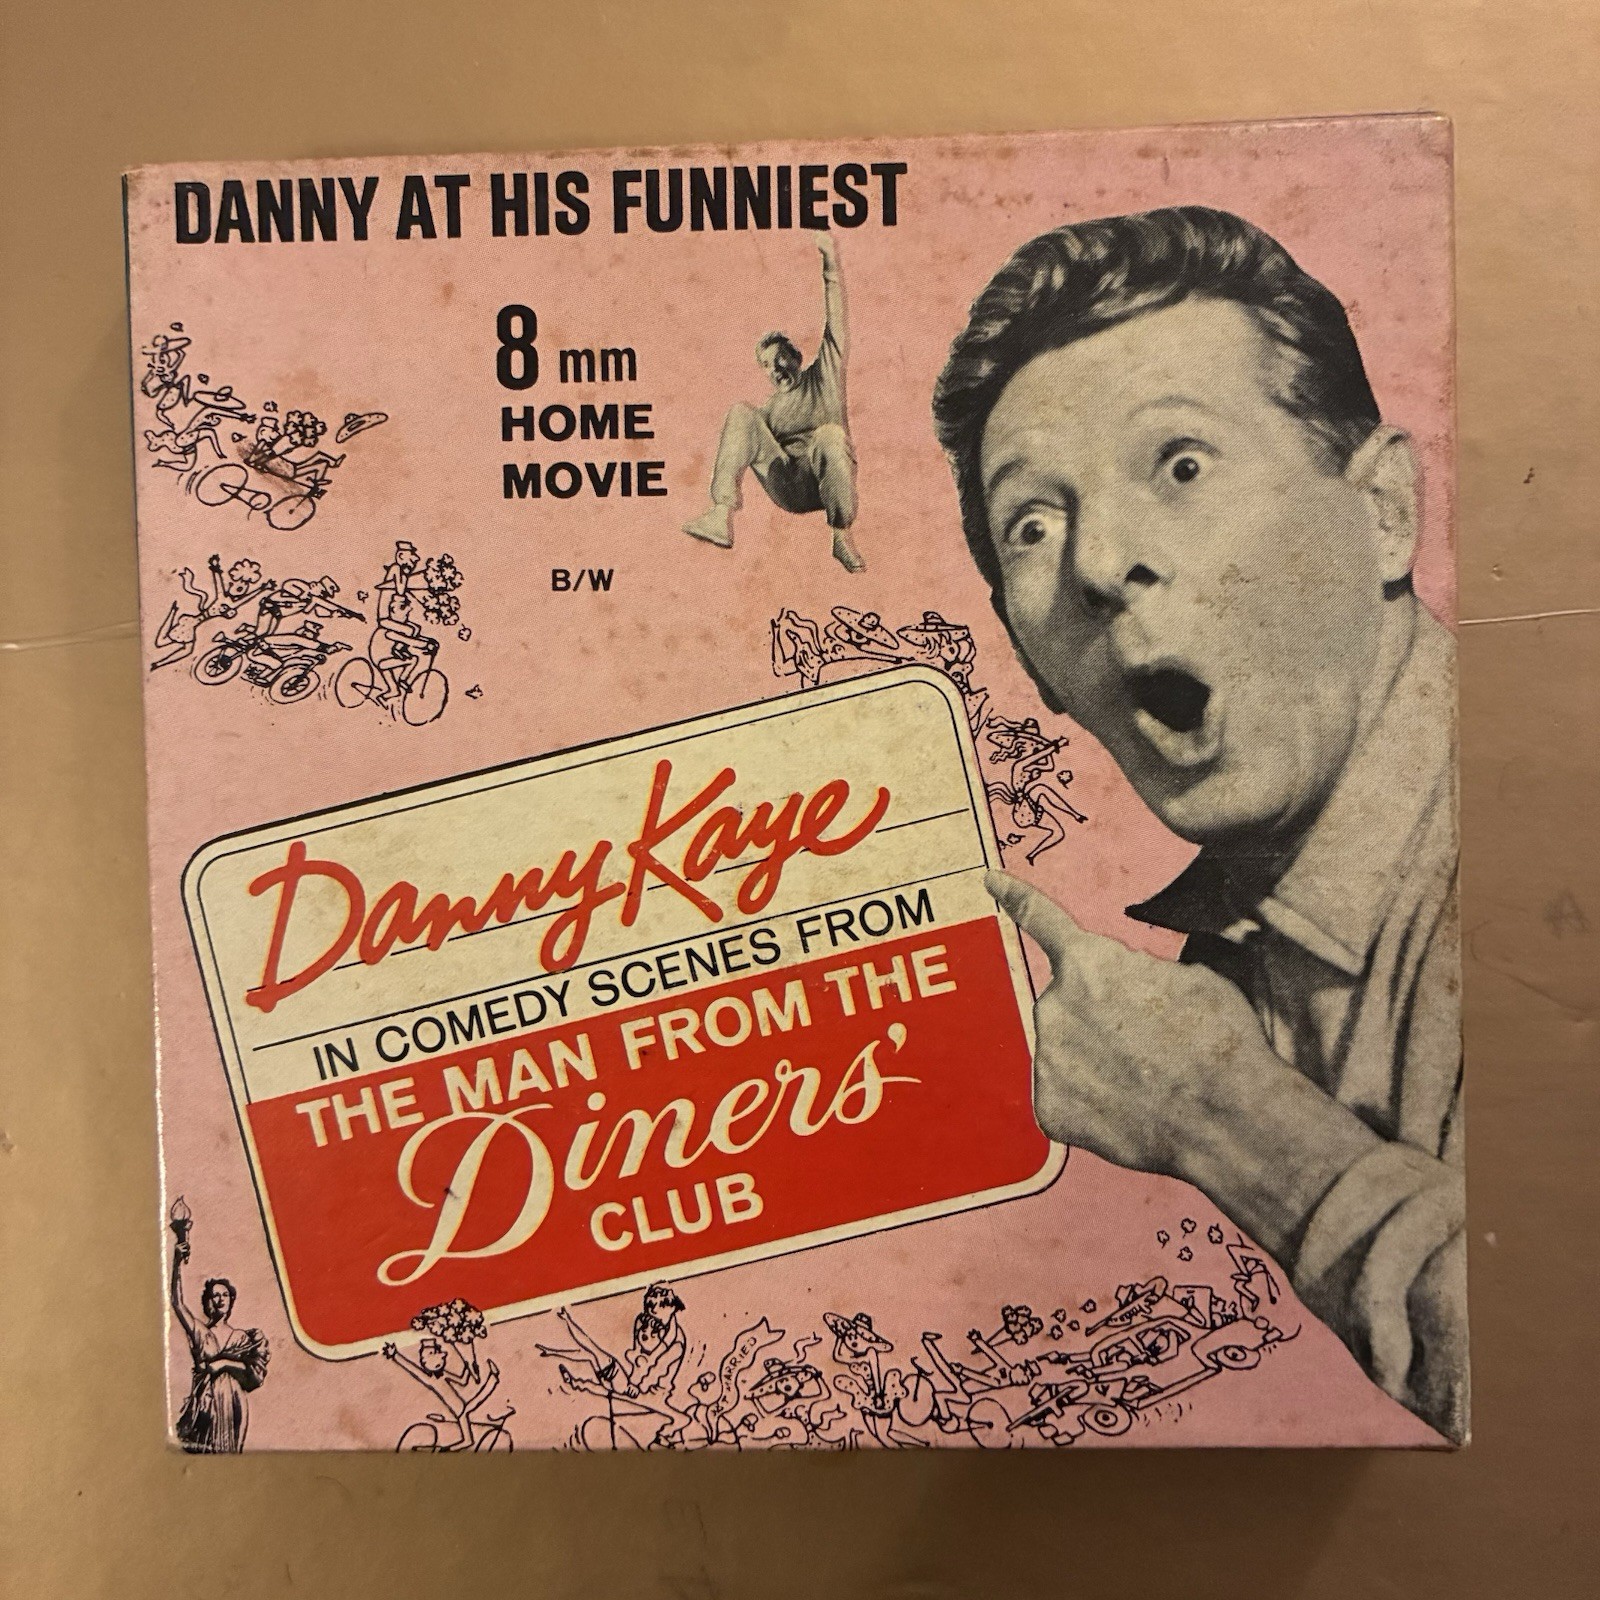 DANNY AT HIS FUNNIEST
8 mm
HOME
MOVIE
B/W
Danny Kaye
IN COMEDY SCENES FROM
THE MAN FROM THE
Diners'
CLUB